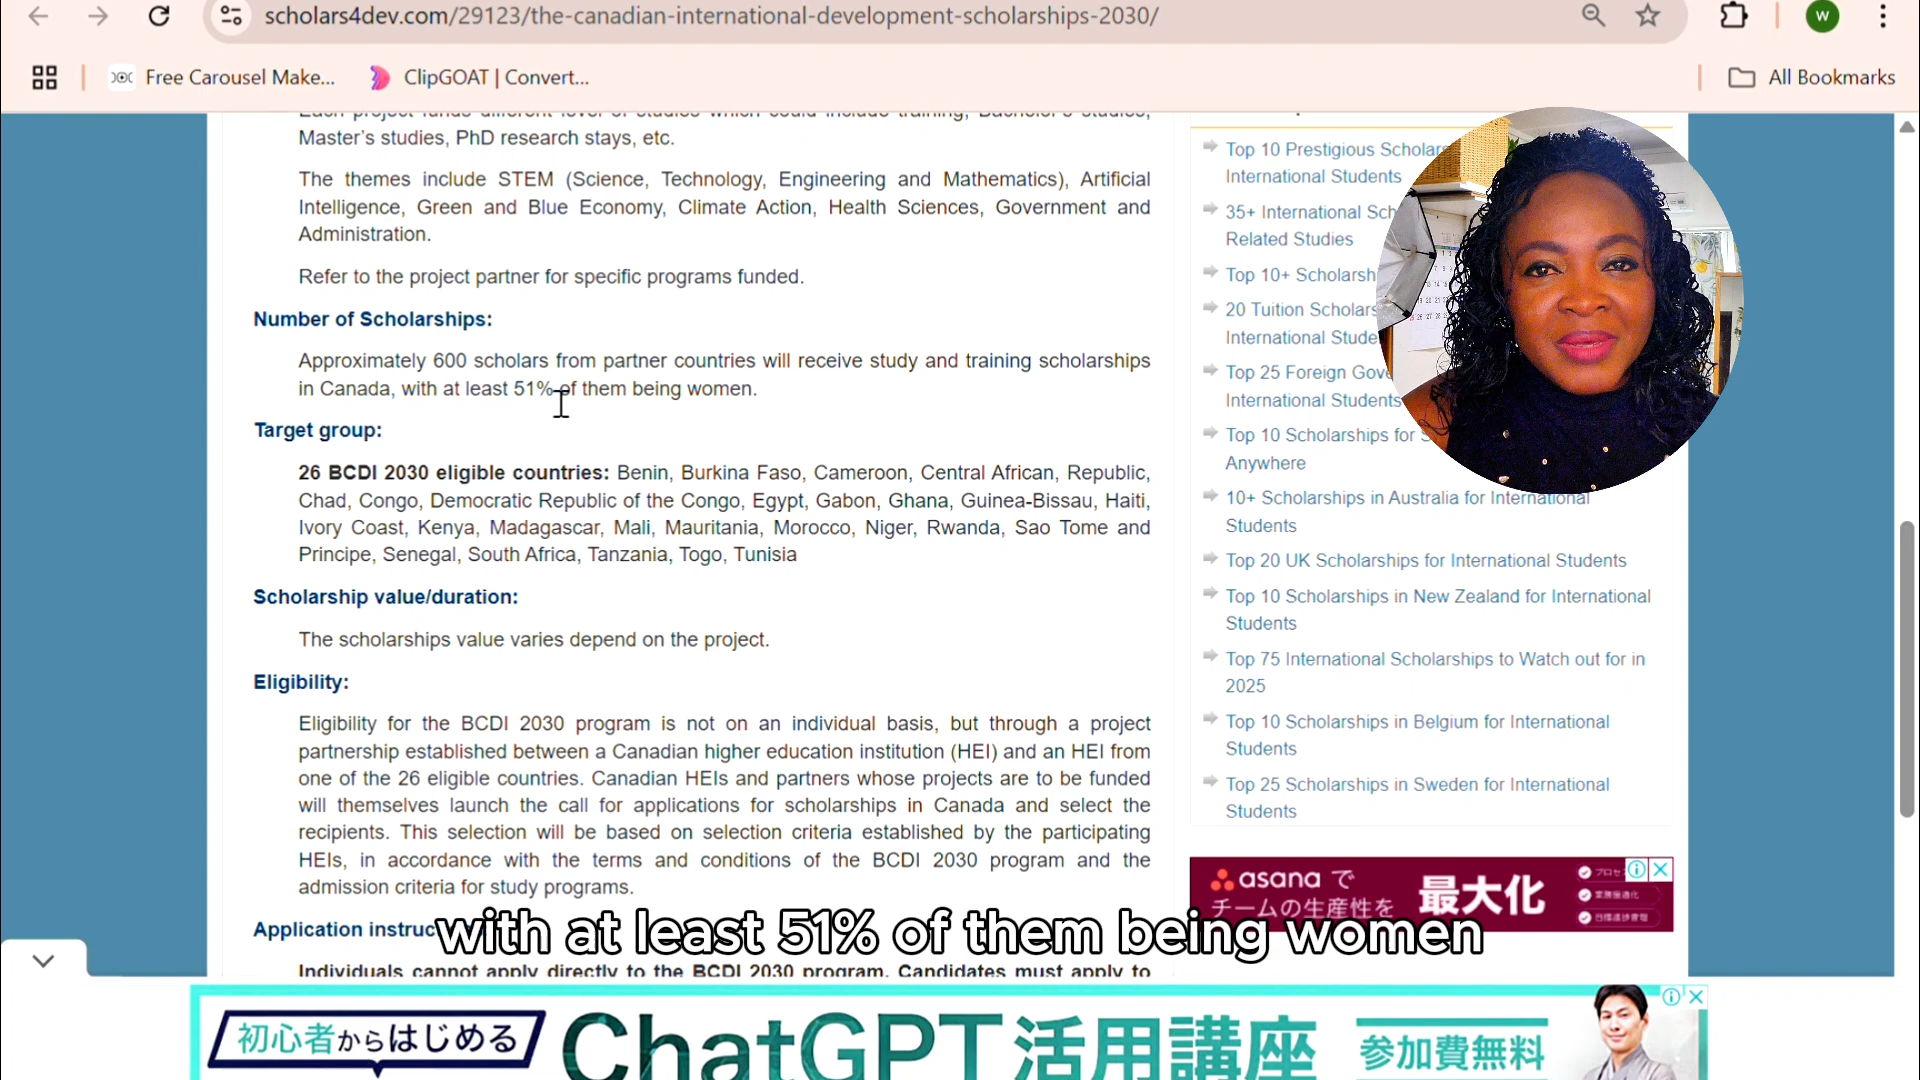 scholars4dev.com/29123/the-canadian-international-development-scholarships-2030/
W
Free Carousel Make...
ClipGOAT | Convert...
All Bookmarks
Each project funds different level of studies which could include training, Bachelor's studies,
Master's studies, PhD research stays, etc.
The themes include STEM (Science, Technology, Engineering and Mathematics), Artificial
Intelligence, Green and Blue Economy, Climate Action, Health Sciences, Government and
Administration.
Refer to the project partner for specific programs funded.
Number of Scholarships:
Approximately 600 scholars from partner countries will receive study and training scholarships
in Canada, with at least 51% of them being women.
Target group:
26 BCDI 2030 eligible countries: Benin, Burkina Faso, Cameroon, Central African, Republic,
Chad, Congo, Democratic Republic of the Congo, Egypt, Gabon, Ghana, Guinea-Bissau, Haiti,
Ivory Coast, Kenya, Madagascar, Mali, Mauritania, Morocco, Niger, Rwanda, Sao Tome and
Principe, Senegal, South Africa, Tanzania, Togo, Tunisia
Scholarship value/duration:
The scholarships value varies depend on the project.
Eligibility:
Eligibility for the BCDI 2030 program is not on an individual basis, but through a project
partnership established between a Canadian higher education institution (HEI) and an HEI from
one of the 26 eligible countries. Canadian HEIs and partners whose projects are to be funded
will themselves launch the call for applications for scholarships in Canada and select the
recipients. This selection will be based on selection criteria established by the participating
HEIs, in accordance with the terms and conditions of the BCDI 2030 program and the
admission criteria for study programs.
Application instruc
Individuals cannot apply directly to the BCDI 2030 program. Candidates must apply to
Top 10 Prestigious Scholar
International Students
35+ International Sch
Related Studies
Top 10+ Scholarsh
20 Tuition Scholars
International Stude
Top 25 Foreign Gove
International Students
Top 10 Scholarships for S
Anywhere
10+ Scholarships in Australia for International
Students
Top 20 UK Scholarships for International Students
Top 10 Scholarships in New Zealand for International
Students
Top 75 International Scholarships to Watch out for in
2025
Top 10 Scholarships in Belgium for International
Students
Top 25 Scholarships in Sweden for International
Students
asana で
チームの生産性を
最大化
with at least 51% of them being women
初心者からはじめる
ChatGPT活用講座
参加費無料